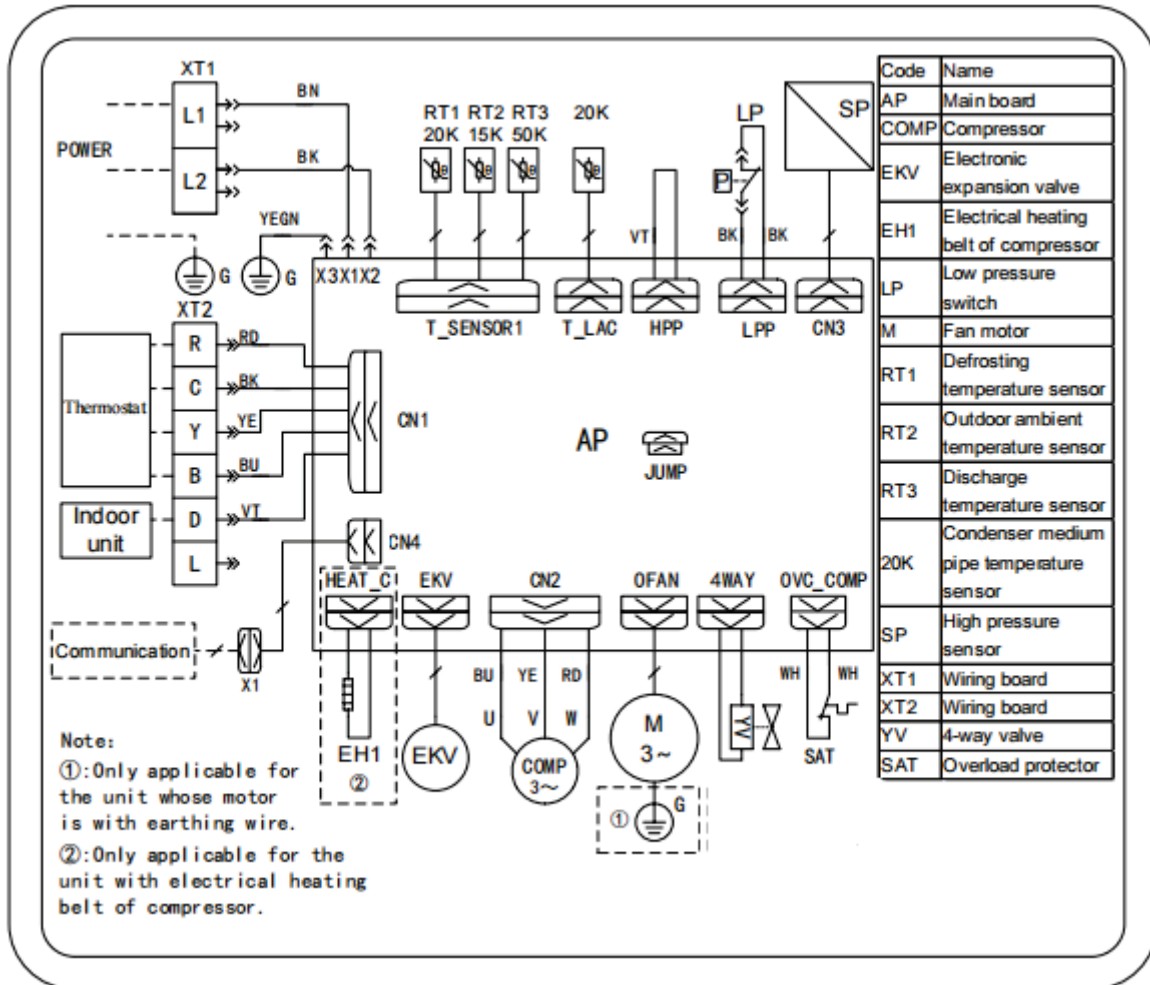 XT1
L1
L2
POWER
BN
BK
YEGN
G
G
X3X1X2
RT1 RT2 RT3
20K 15K 50K
20K
LP
P
SP
VT
BK
BK
T_SENSOR1
T_LAC
HPP
LPP
CN3
XT2
R
C
Y
B
D
L
RD
BK
YE
BU
VT
Thermostat
Indoor
unit
CN1
AP
JUMP
CN4
Communication
X1
HEAT_C
EKV
CN2
OFAN
4WAY
OVC_COMP
BU YE RD
U V W
WH WH
EH1
②
EKV
COMP
3~
M
3~
YV
SAT
① G
Note:
①:Only applicable for
the unit whose motor
is with earthing wire.
②:Only applicable for the
unit with electrical heating
belt of compressor.
Code Name
AP Main board
COMP Compressor
EKV Electronic
expansion valve
EH1 Electrical heating
belt of compressor
LP Low pressure
switch
M Fan motor
RT1 Defrosting
temperature sensor
RT2 Outdoor ambient
temperature sensor
RT3 Discharge
temperature sensor
20K Condenser medium
pipe temperature
sensor
SP High pressure
sensor
XT1 Wiring board
XT2 Wiring board
YV 4-way valve
SAT Overload protector